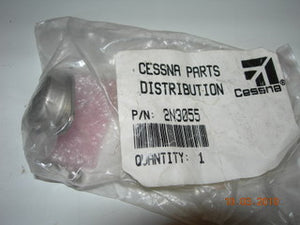 CESSNA PARTS
DISTRIBUTION
Cessna
P/N: 2N3055
QUANTITY: 1